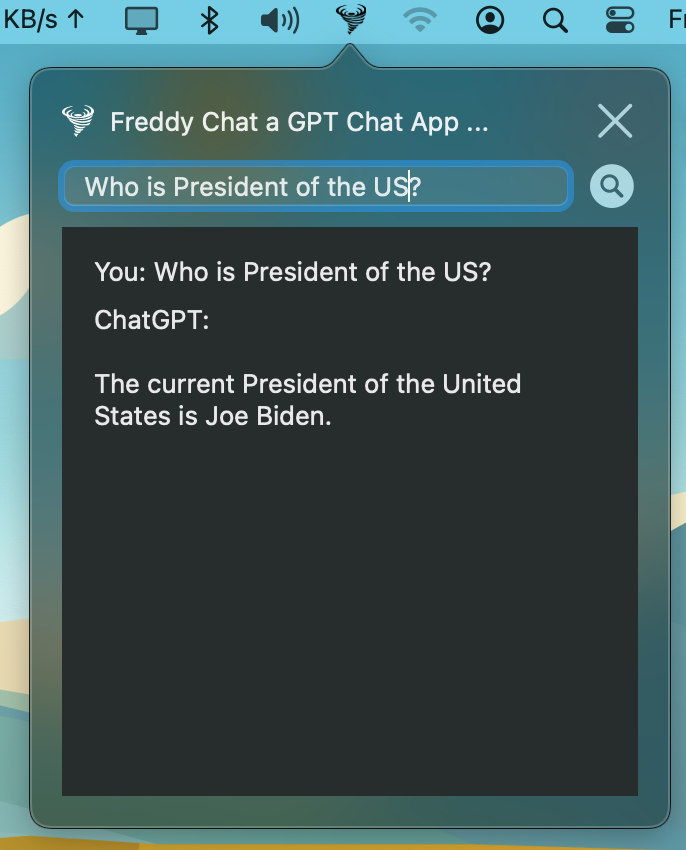 KB/s ↑ Fr
Freddy Chat a GPT Chat App ...
Who is President of the US?
You: Who is President of the US?
ChatGPT:
The current President of the United
States is Joe Biden.